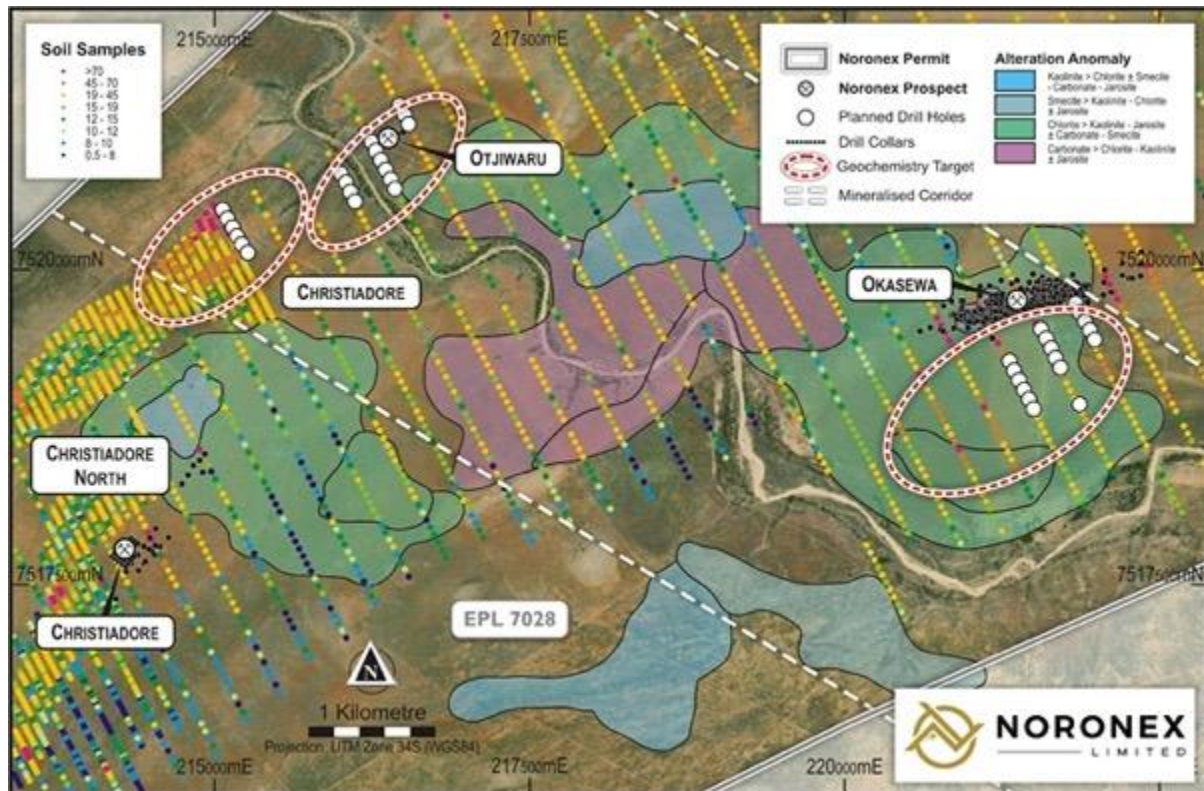 Soil Samples
>70
45 - 70
19 - 45
15 - 19
12 - 15
10 - 12
8 - 10
0.5 - 8
215000mE
217500mE
Noronex Permit
Noronex Prospect
Planned Drill Holes
Drill Collars
Geochemistry Target
Mineralised Corridor
Alteration Anomaly
Kaolinite > Chlorite ± Smecite
- Carbonate - Jarosite
Smecite > Kaolinite - Chlorite
± Jarosite
Chlorite > Kaolinite - Jarosite
± Carbonate - Smecite
Carbonate > Chlorite - Kaolinite
± Jarosite
OTJIWARU
7520000mN
7520000mN
CHRISTIADORE
OKASEWA
CHRISTIADORE
NORTH
7517500mN
7517500mN
CHRISTIADORE
EPL 7028
N
1 Kilometre
Projection: UTM Zone 34S (WGS84)
215000mE
217500mE
220000mE
NORONEX
LIMITED